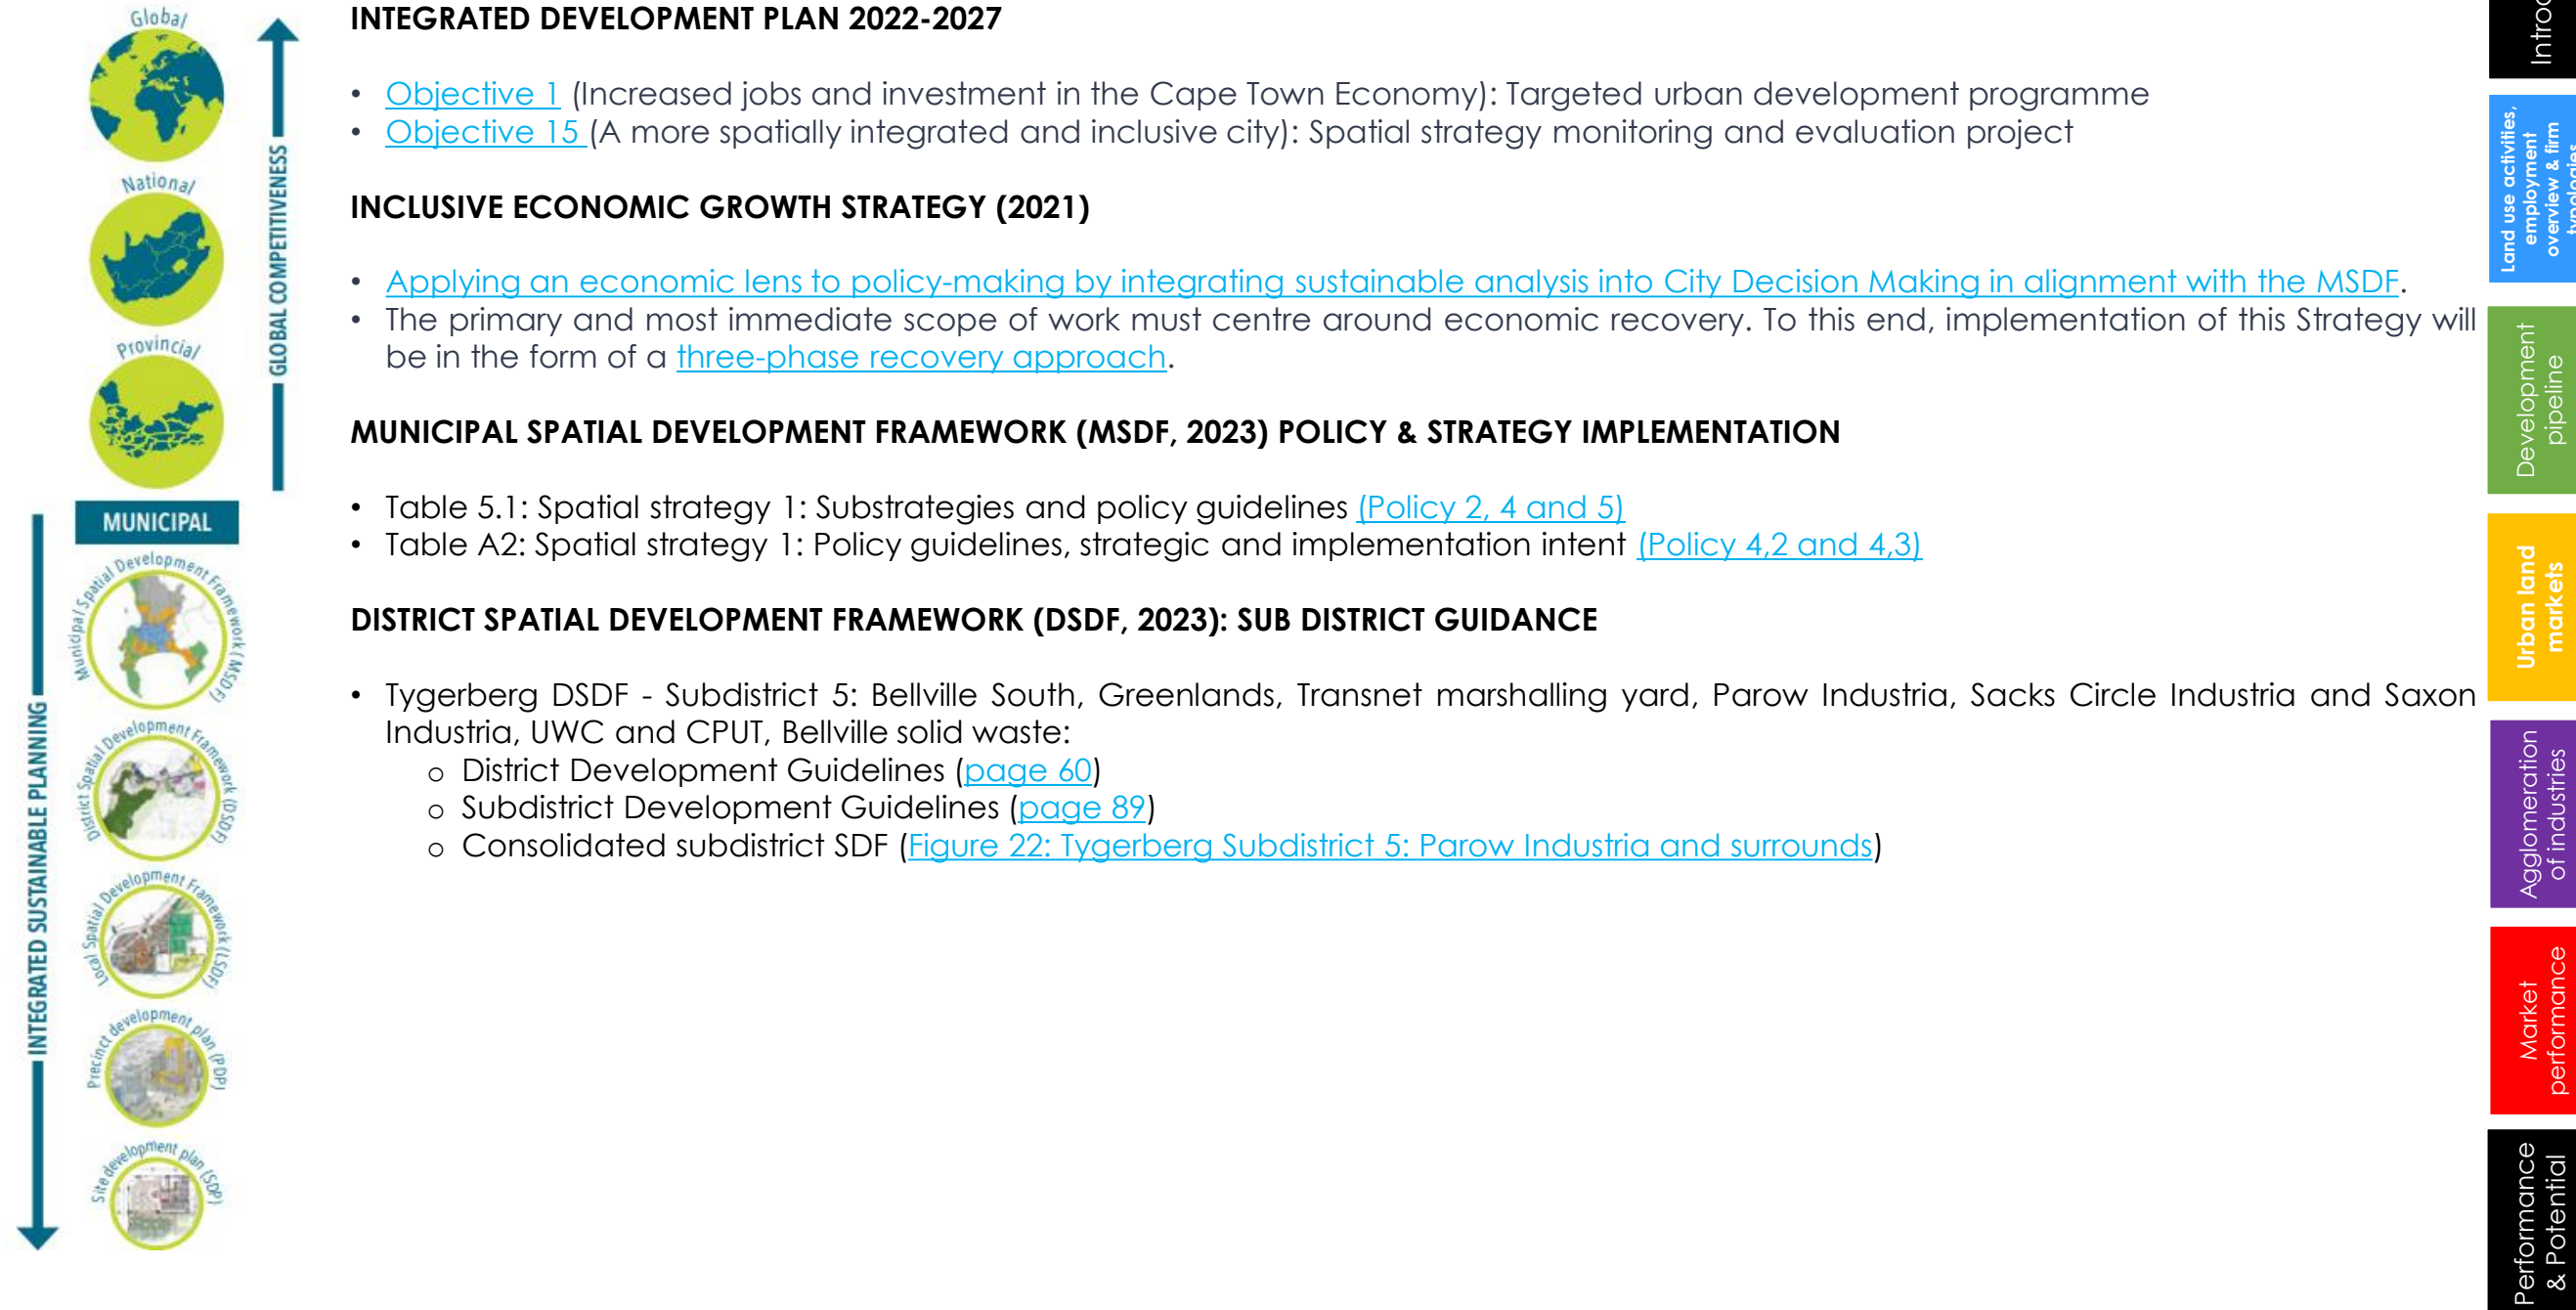 Global
National
Provincial
GLOBAL COMPETITIVENESS
MUNICIPAL
INTEGRATED SUSTAINABLE PLANNING
Municipal Spatial Development Framework (MSDF)
District Spatial Development Framework (DSDF)
Local Spatial Development Framework (LSDF)
Precinct development plan (PDP)
Site development plan (SDP)
INTEGRATED DEVELOPMENT PLAN 2022-2027
• Objective 1 (Increased jobs and investment in the Cape Town Economy): Targeted urban development programme
• Objective 15 (A more spatially integrated and inclusive city): Spatial strategy monitoring and evaluation project
INCLUSIVE ECONOMIC GROWTH STRATEGY (2021)
• Applying an economic lens to policy-making by integrating sustainable analysis into City Decision Making in alignment with the MSDF.
• The primary and most immediate scope of work must centre around economic recovery. To this end, implementation of this Strategy will
be in the form of a three-phase recovery approach.
MUNICIPAL SPATIAL DEVELOPMENT FRAMEWORK (MSDF, 2023) POLICY & STRATEGY IMPLEMENTATION
• Table 5.1: Spatial strategy 1: Substrategies and policy guidelines (Policy 2, 4 and 5)
• Table A2: Spatial strategy 1: Policy guidelines, strategic and implementation intent (Policy 4,2 and 4,3)
DISTRICT SPATIAL DEVELOPMENT FRAMEWORK (DSDF, 2023): SUB DISTRICT GUIDANCE
• Tygerberg DSDF - Subdistrict 5: Bellville South, Greenlands, Transnet marshalling yard, Parow Industria, Sacks Circle Industria and Saxon
Industria, UWC and CPUT, Bellville solid waste:
o District Development Guidelines (page 60)
o Subdistrict Development Guidelines (page 89)
o Consolidated subdistrict SDF (Figure 22: Tygerberg Subdistrict 5: Parow Industria and surrounds)
Land use activities,
employment
overview & firm
typologies
Development
pipeline
Urban land
markets
Agglomeration
of industries
Market
performance
Performance
& Potential